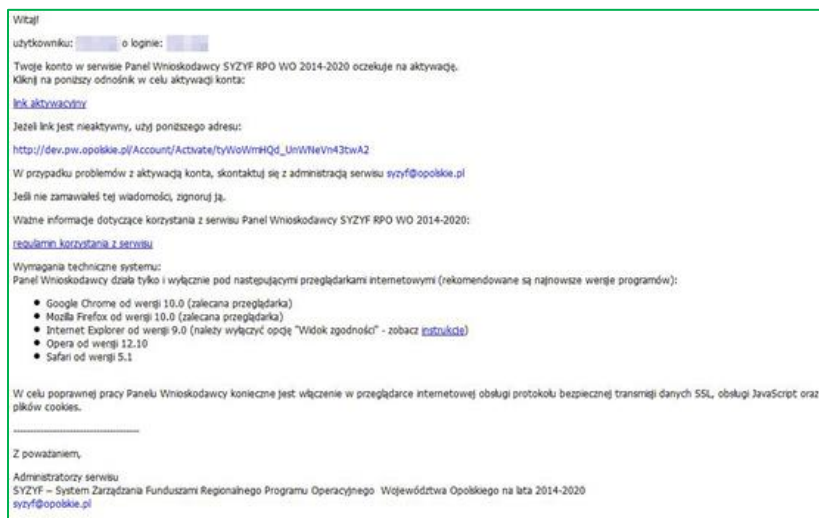 Witaj!
użytkowniku: o loginie:
Twoje konto w serwisie Panel Wnioskodawcy SYZYF RPO WO 2014-2020 oczekuje na aktywację.
Kliknij na poniższy odnośnik w celu aktywacji konta:
link aktywacyjny
Jeżeli link jest nieaktywny, użyj poniższego adresu:
http://dev.pw.opolskie.pl/Account/Activate/tyWoWmHQd_UnWNeVn43twA2
W przypadku problemów z aktywacją konta, skontaktuj się z administracją serwisu syzyf@opolskie.pl
Jeśli nie zamawiałeś tej wiadomości, zignoruj ją.
Ważne informacje dotyczące korzystania z serwisu Panel Wnioskodawcy SYZYF RPO WO 2014-2020:
regulamin korzystania z serwisu
Wymagania techniczne systemu:
Panel Wnioskodawcy działa tylko i wyłącznie pod następującymi przeglądarkami internetowymi (rekomendowane są najnowsze wersje programów):
● Google Chrome od wersji 10.0 (zalecana przeglądarka)
● Mozilla Firefox od wersji 10.0 (zalecana przeglądarka)
● Internet Explorer od wersji 9.0 (należy wyłączyć opcję "Widok zgodności" - zobacz instrukcję)
● Opera od wersji 12.10
● Safari od wersji 5.1
W celu poprawnej pracy Panelu Wnioskodawcy konieczne jest włączenie w przeglądarce internetowej obsługi protokołu bezpiecznej transmisji danych SSL, obsługi JavaScript oraz
plików cookies.
------------------------------------
Z poważaniem,
Administratorzy serwisu
SYZYF – System Zarządzania Funduszami Regionalnego Programu Operacyjnego Województwa Opolskiego na lata 2014-2020
syzyf@opolskie.pl